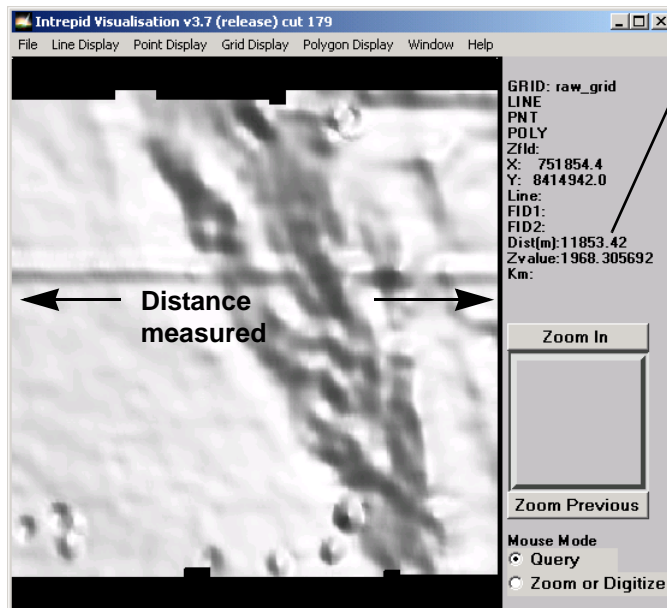 Intrepid Visualisation v3.7 (release) cut 179
File Line Display Point Display Grid Display Polygon Display Window Help
GRID: raw_grid
LINE
PNT
POLY
Zfld:
X: 751854.4
Y: 8414942.0
Line:
FID1:
FID2:
Dist(m):11853.42
Zvalue:1968.305692
Km:
Distance
measured
Zoom In
Zoom Previous
Mouse Mode
Query
Zoom or Digitize